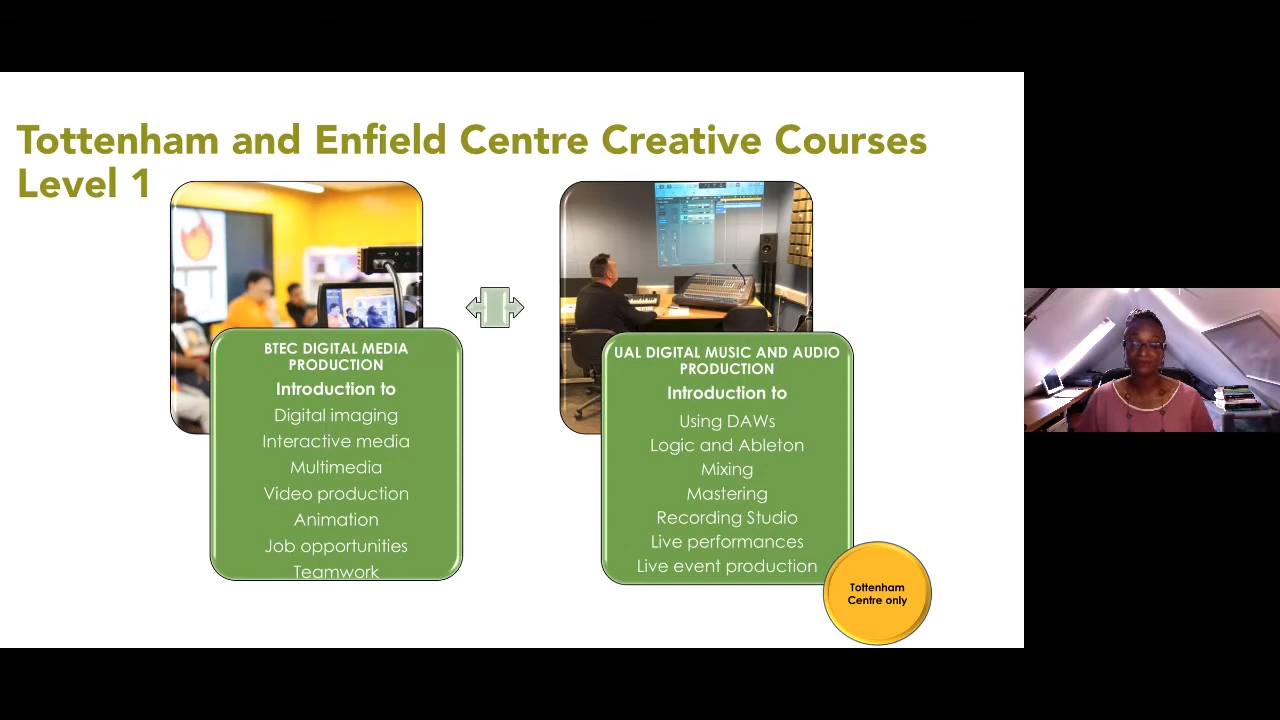 Tottenham and Enfield Centre Creative Courses
Level 1
BTEC DIGITAL MEDIA
PRODUCTION
Introduction to
Digital imaging
Interactive media
Multimedia
Video production
Animation
Job opportunities
Teamwork
UAL DIGITAL MUSIC AND AUDIO
PRODUCTION
Introduction to
Using DAWs
Logic and Ableton
Mixing
Mastering
Recording Studio
Live performances
Live event production
Tottenham
Centre only